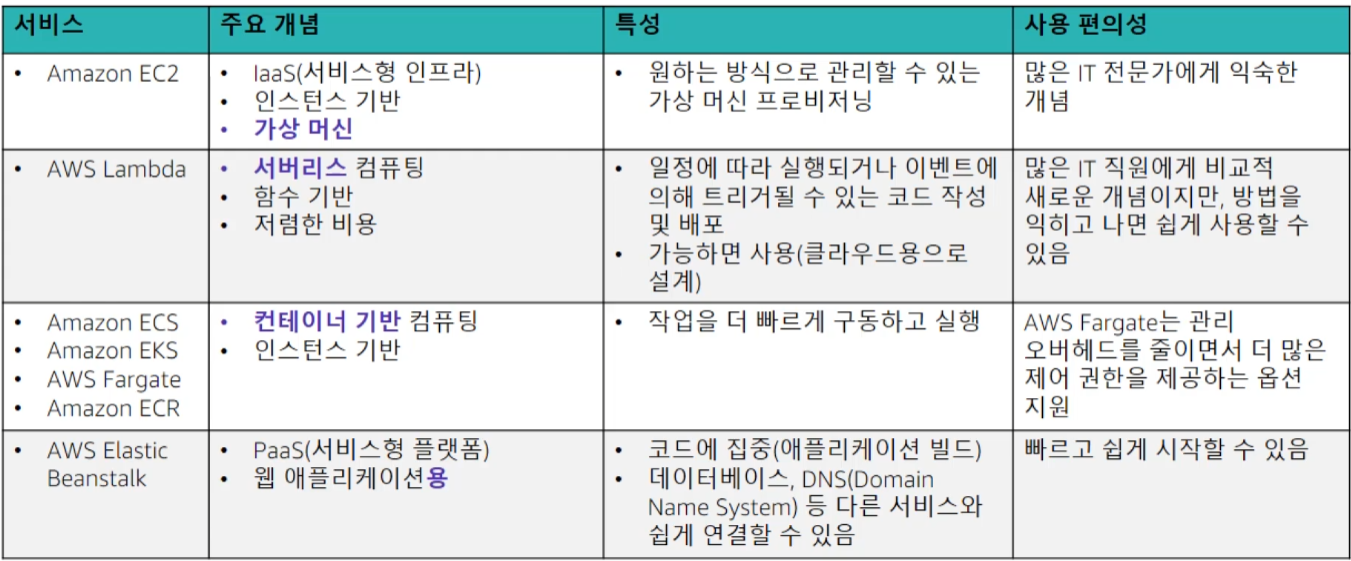 서비스
주요 개념
특성
사용 편의성
• Amazon EC2
• IaaS(서비스형 인프라)
• 인스턴스 기반
• 가상 머신
• 원하는 방식으로 관리할 수 있는
가상 머신 프로비저닝
많은 IT 전문가에게 익숙한
개념
• AWS Lambda
• 서버리스 컴퓨팅
• 함수 기반
• 저렴한 비용
• 일정에 따라 실행되거나 이벤트에
의해 트리거될 수 있는 코드 작성
및 배포
• 가능하면 사용(클라우드용으로
설계)
많은 IT 직원에게 비교적
새로운 개념이지만, 방법을
익히고 나면 쉽게 사용할 수
있음
• Amazon ECS
• Amazon EKS
• AWS Fargate
• Amazon ECR
• 컨테이너 기반 컴퓨팅
• 인스턴스 기반
• 작업을 더 빠르게 구동하고 실행
AWS Fargate는 관리
오버헤드를 줄이면서 더 많은
제어 권한을 제공하는 옵션
지원
• AWS Elastic
Beanstalk
• PaaS(서비스형 플랫폼)
• 웹 애플리케이션용
• 코드에 집중(애플리케이션 빌드)
• 데이터베이스, DNS(Domain
Name System) 등 다른 서비스와
쉽게 연결할 수 있음
빠르고 쉽게 시작할 수 있음